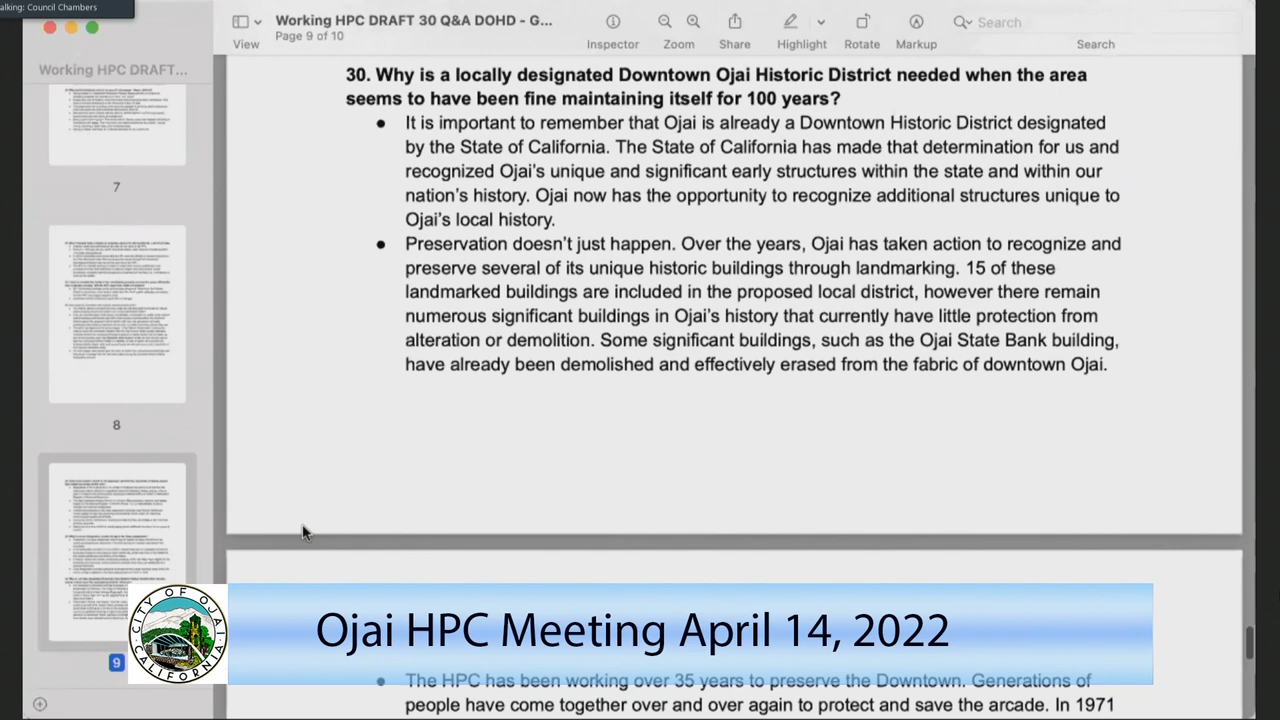 alking: Council Chambers
Working HPC DRAFT 30 Q&A DOHD - G...
Page 9 of 10
View
Inspector
Zoom
Share
Highlight
Rotate
Markup
Search
Search
Working HPC DRAFT...
7
8
9
30. Why is a locally designated Downtown Ojai Historic District needed when the area
seems to have been fine maintaining itself for 100 years?
• It is important to remember that Ojai is already a Downtown Historic District designated
by the State of California. The State of California has made that determination for us and
recognized Ojai's unique and significant early structures within the state and within our
nation's history. Ojai now has the opportunity to recognize additional structures unique to
Ojai's local history.
• Preservation doesn't just happen. Over the years, Ojai has taken action to recognize and
preserve several of its unique historic buildings through landmarking. 15 of these
landmarked buildings are included in the proposed local district, however there remain
numerous significant buildings in Ojai's history that currently have little protection from
alteration or demolition. Some significant buildings, such as the Ojai State Bank building,
have already been demolished and effectively erased from the fabric of downtown Ojai.
CITY OF OJAI
CALIFORNIA
Ojai HPC Meeting April 14, 2022
• The HPC has been working over 35 years to preserve the Downtown. Generations of
people have come together over and over again to protect and save the arcade. In 1971